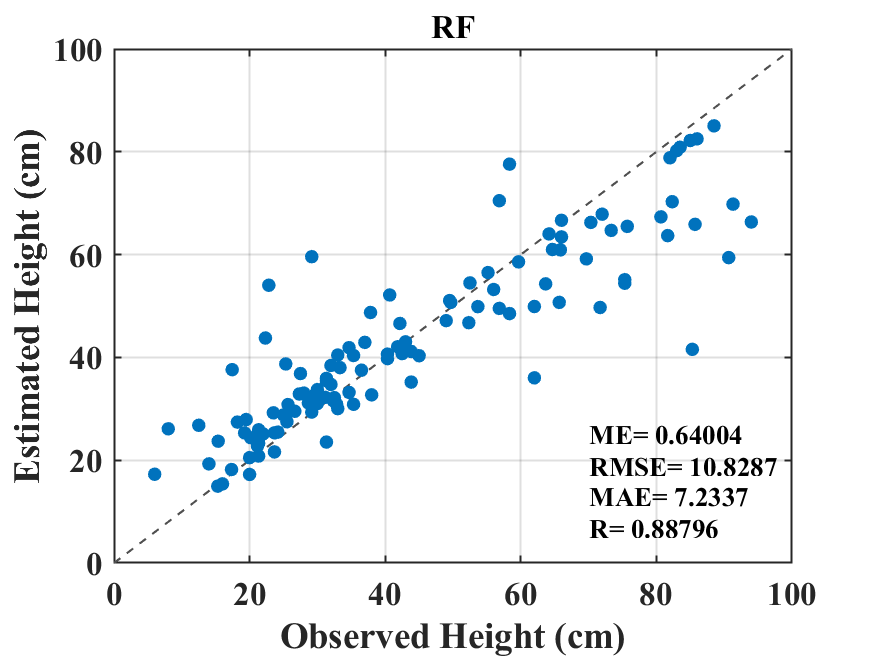 RF
100
80
60
40
20
0
Estimated Height (cm)
ME= 0.64004
RMSE= 10.8287
MAE= 7.2337
R= 0.88796
0 20 40 60 80 100
Observed Height (cm)